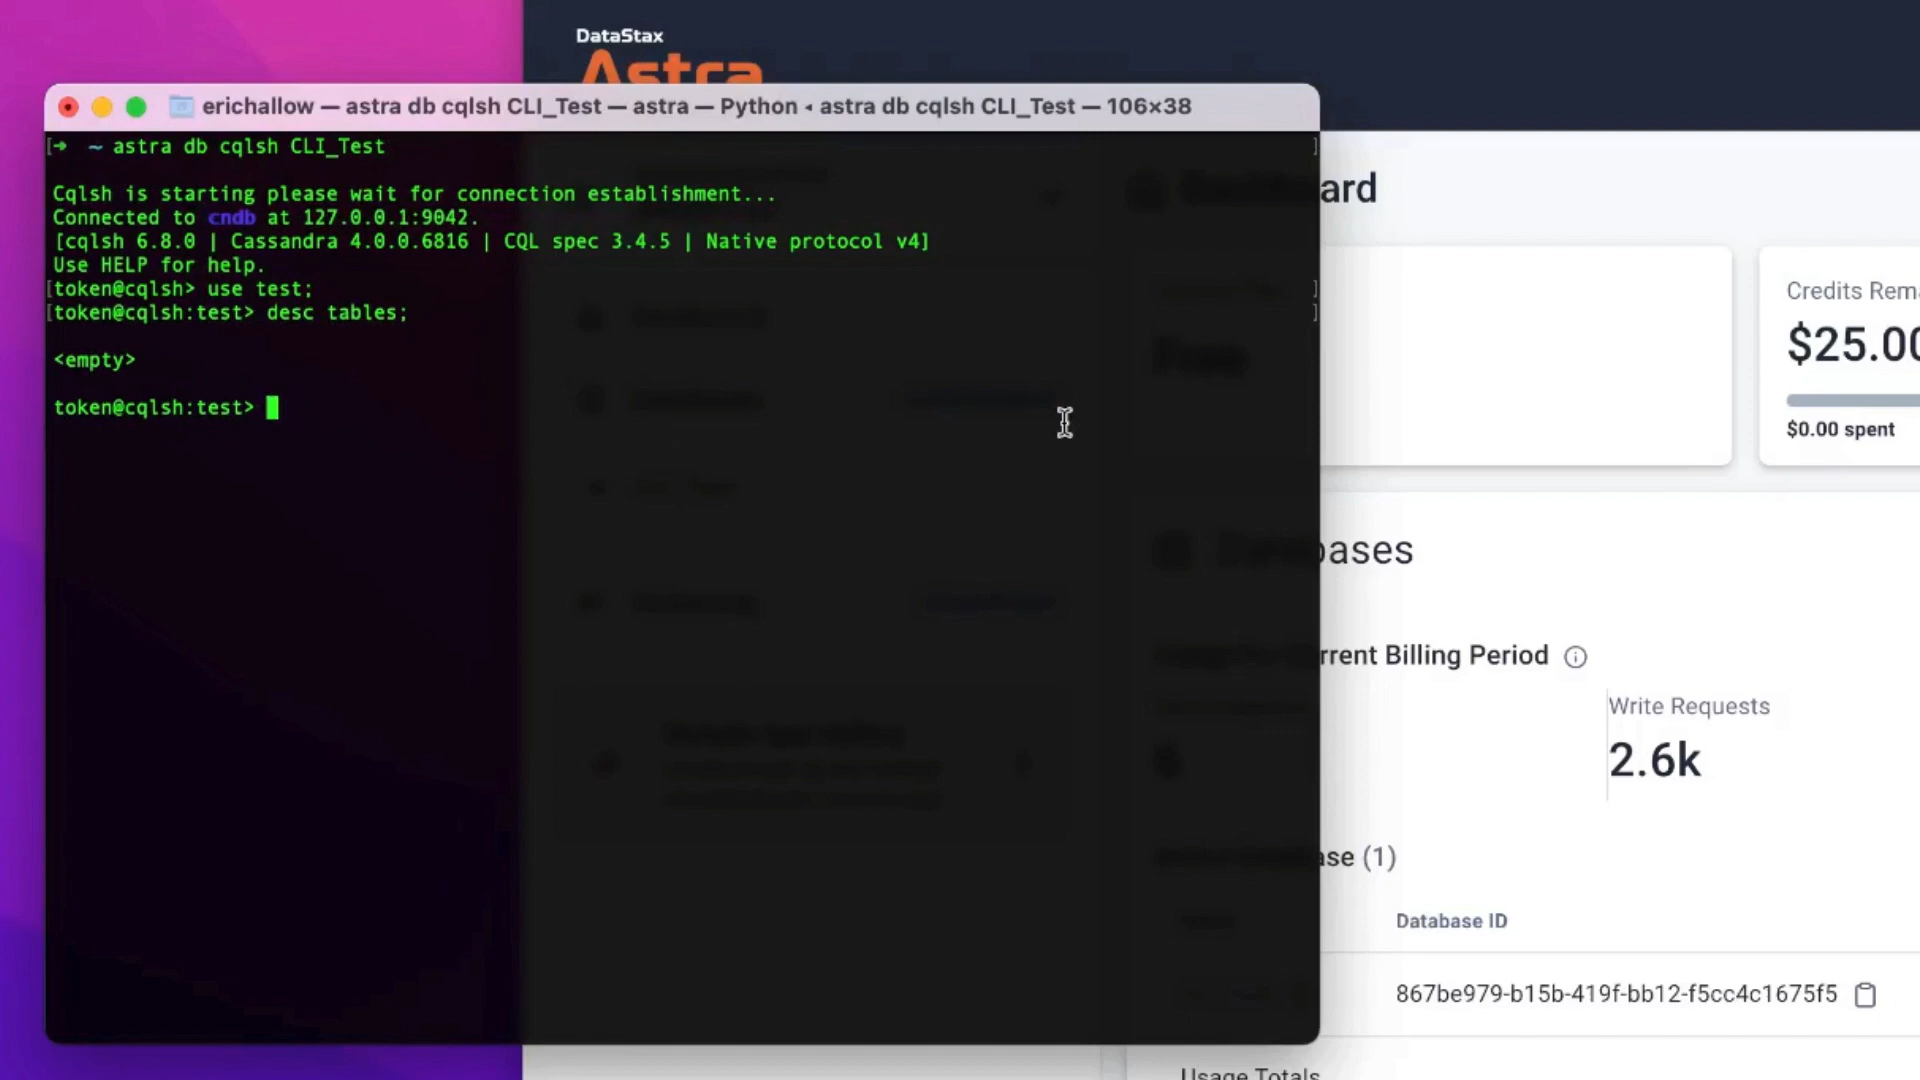 DataStax
Astra
erichallow — astra db cqlsh CLI_Test — astra — Python ◂ astra db cqlsh CLI_Test — 106×38
[➜ ~ astra db cqlsh CLI_Test ]
Cqlsh is starting please wait for connection establishment...
Connected to cndb at 127.0.0.1:9042.
[cqlsh 6.8.0 | Cassandra 4.0.0.6816 | CQL spec 3.4.5 | Native protocol v4]
Use HELP for help.
[token@cqlsh> use test; ]
[token@cqlsh:test> desc tables; ]
<empty>
token@cqlsh:test>
ard
Free
Credits Rema
$25.00
$0.00 spent
bases
rrent Billing Period
Write Requests
2.6k
ase (1)
Database ID
867be979-b15b-419f-bb12-f5cc4c1675f5
Usage Totals